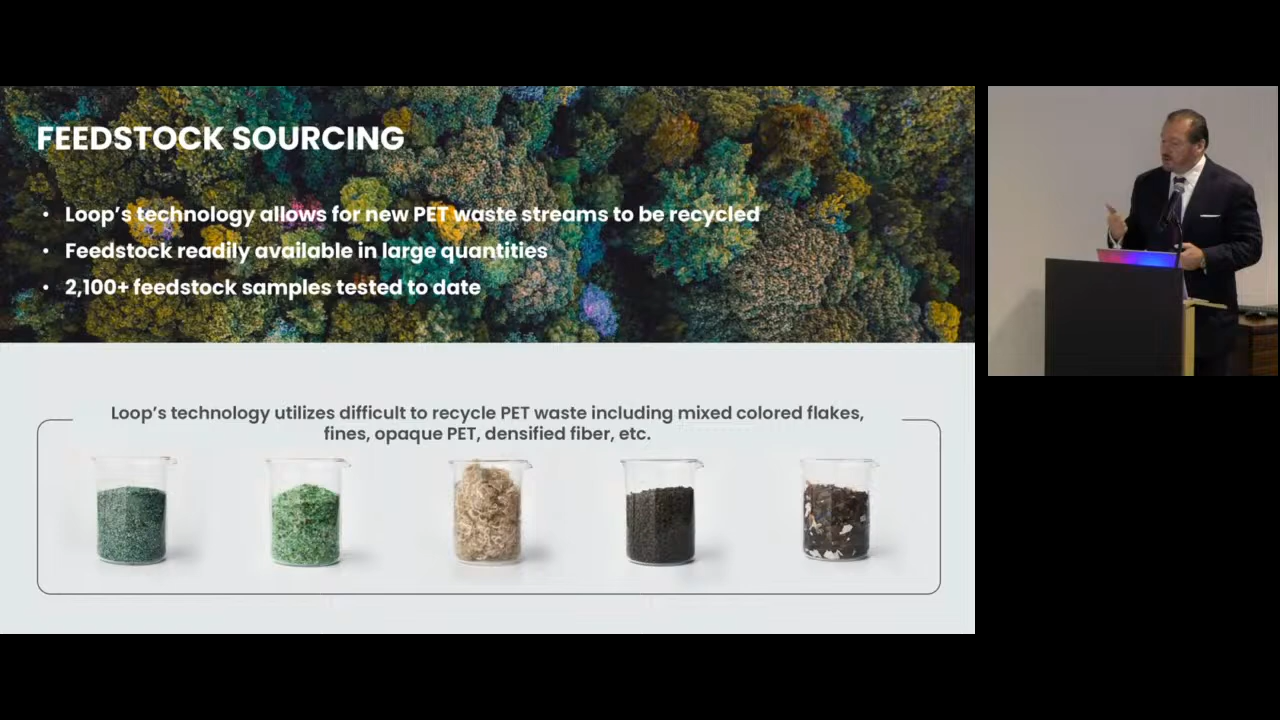 FEEDSTOCK SOURCING
• Loop’s technology allows for new PET waste streams to be recycled
• Feedstock readily available in large quantities
• 2,100+ feedstock samples tested to date
Loop’s technology utilizes difficult to recycle PET waste including mixed colored flakes,
fines, opaque PET, densified fiber, etc.